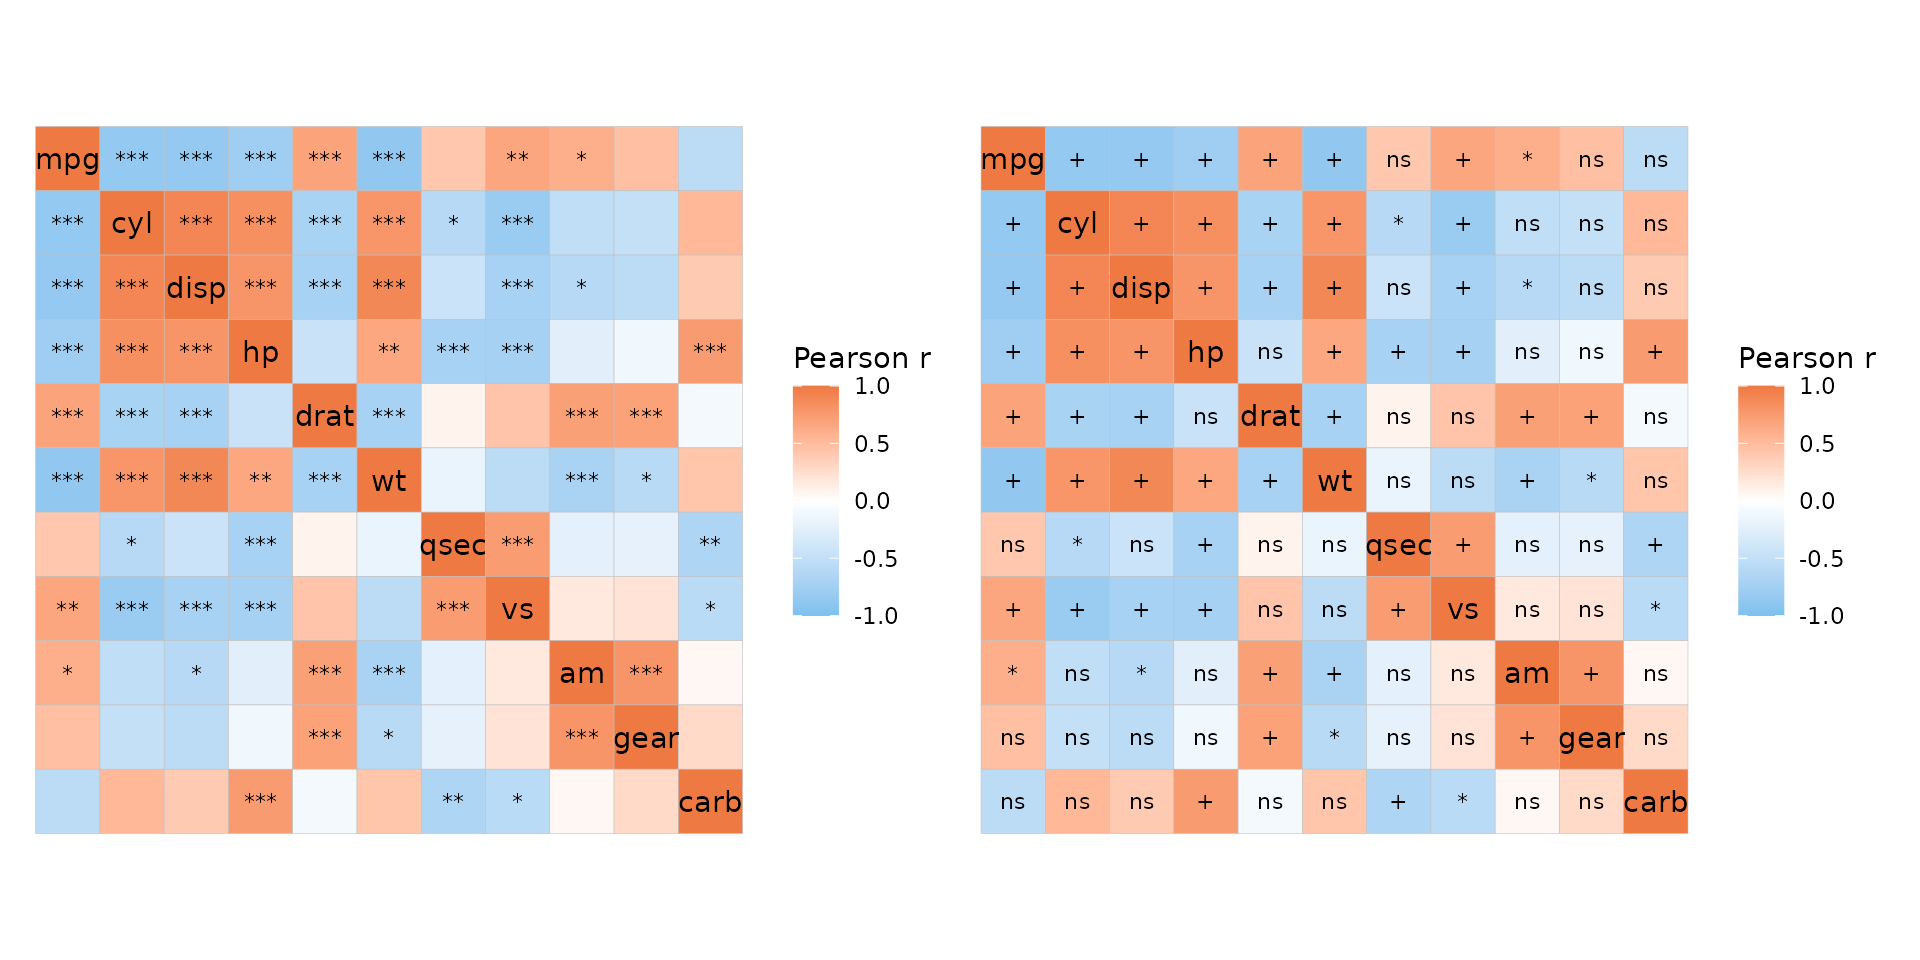 mpg *** *** *** *** *** ** *
*** cyl *** *** *** *** * ***
*** *** disp *** *** *** *** *
*** *** *** hp ** *** *** ***
*** *** *** drat *** *** ***
*** *** *** ** *** wt *** *
* *** qsec *** **
** *** *** *** *** vs *
* * *** *** am ***
*** * *** gear
*** ** * carb
Pearson r
1.0
0.5
0.0
-0.5
-1.0
mpg + + + + + ns + * ns ns
+ cyl + + + + * + ns ns ns
+ + disp + + + ns + * ns ns
+ + + hp ns + + + ns ns +
+ + + ns drat + ns ns + + ns
+ + + + + wt ns ns + * ns
ns * ns + ns ns qsec + ns ns +
+ + + + ns ns + vs ns ns *
* ns * ns + + ns ns am + ns
ns ns ns ns + * ns ns + gear ns
ns ns ns + ns ns + * ns ns carb
Pearson r
1.0
0.5
0.0
-0.5
-1.0